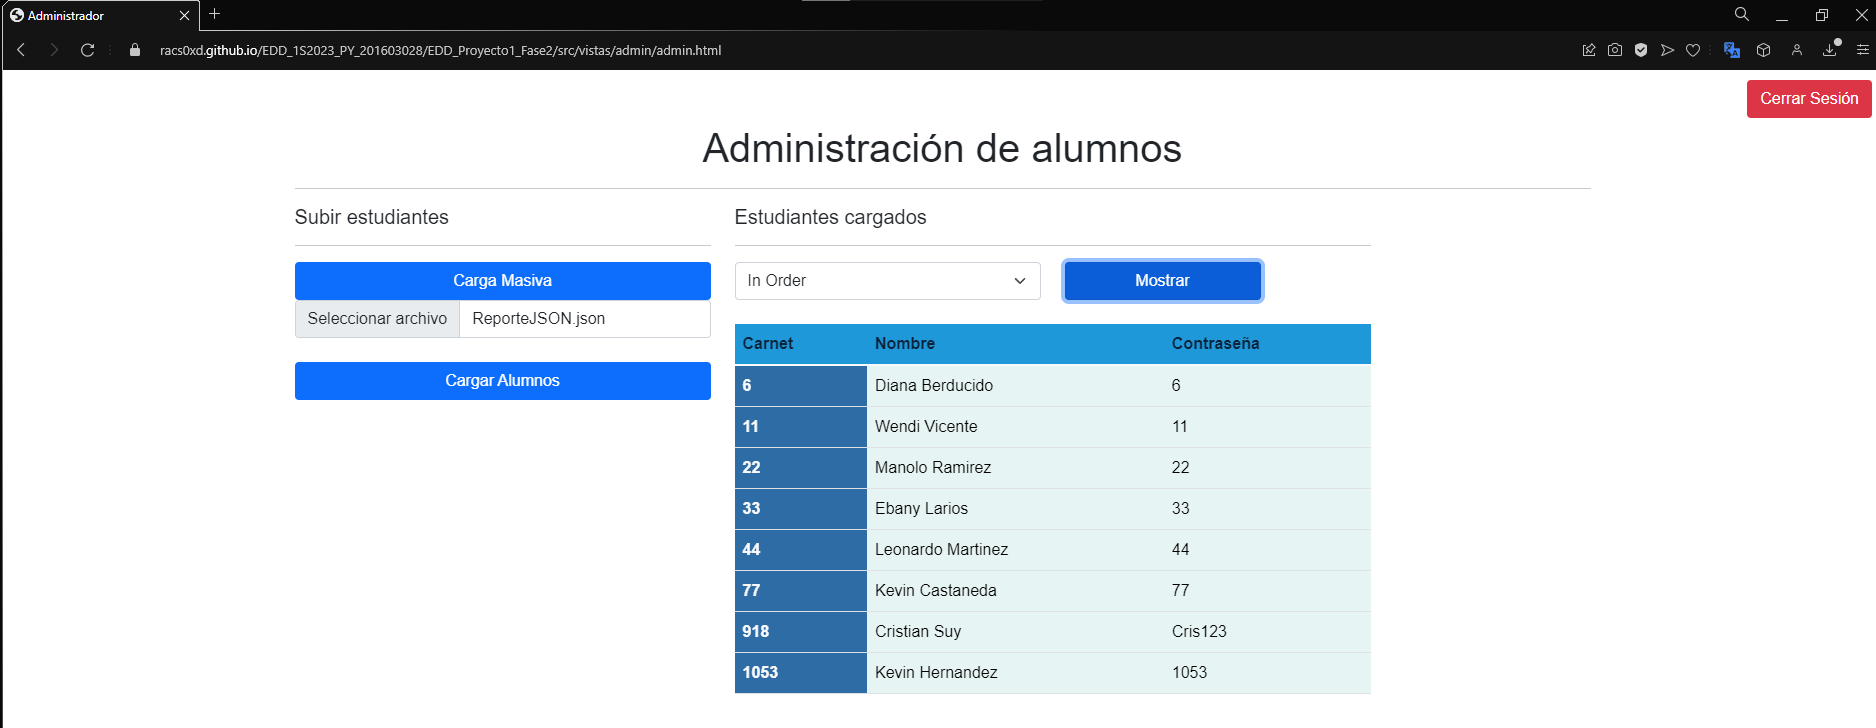 Administrador
racs0xd.github.io/EDD_1S2023_PY_201603028/EDD_Proyecto1_Fase2/src/vistas/admin/admin.html
Cerrar Sesión
Administración de alumnos
Subir estudiantes
Carga Masiva
Seleccionar archivo ReporteJSON.json
Cargar Alumnos
Estudiantes cargados
In Order Mostrar
Carnet Nombre Contraseña
6 Diana Berducido 6
11 Wendi Vicente 11
22 Manolo Ramirez 22
33 Ebany Larios 33
44 Leonardo Martinez 44
77 Kevin Castaneda 77
918 Cristian Suy Cris123
1053 Kevin Hernandez 1053